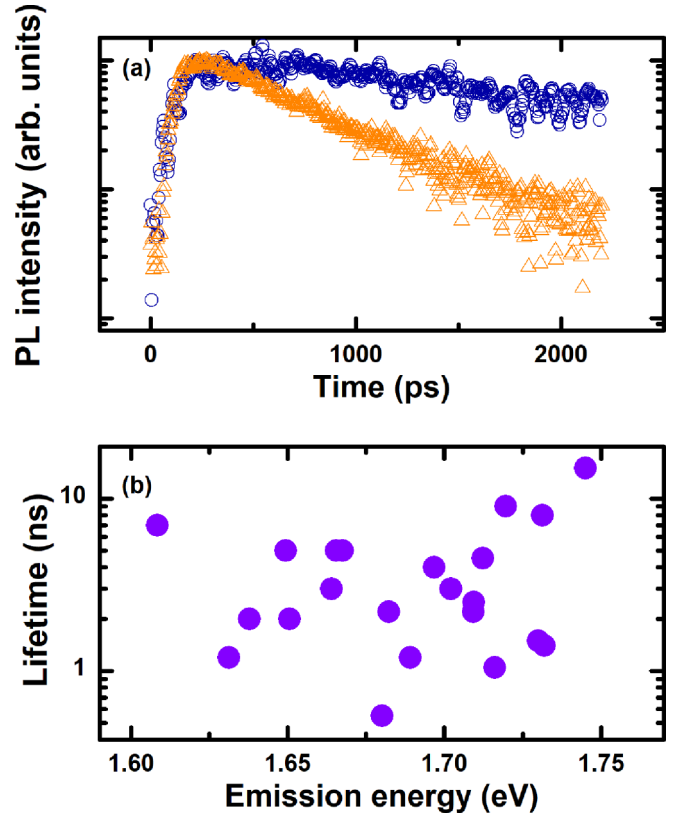 (a)
PL intensity (arb. units)
0 1000 2000
Time (ps)
(b)
10
1
Lifetime (ns)
1.60 1.65 1.70 1.75
Emission energy (eV)